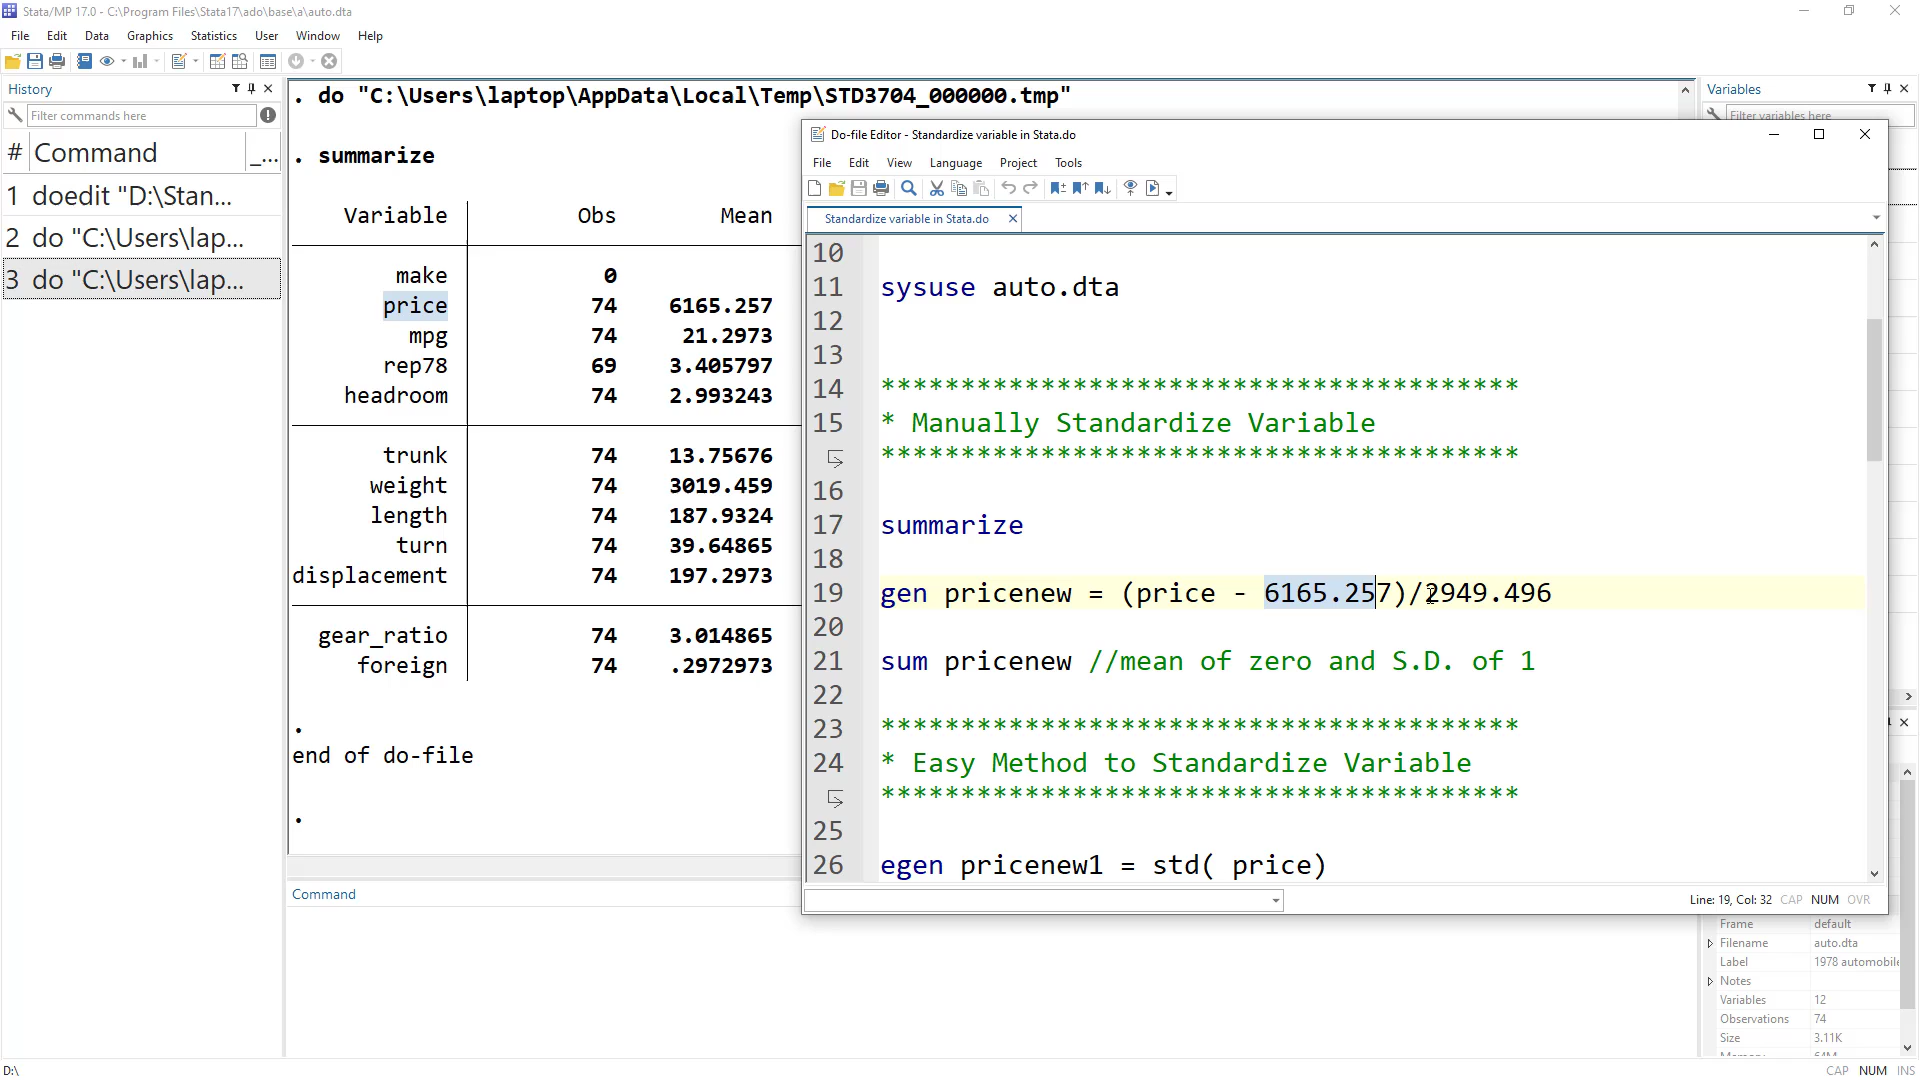 Stata/MP 17.0 - C:\Program Files\Stata17\ado\base\a\auto.dta
File Edit Data Graphics Statistics User Window Help
History
Filter commands here
# Command _...
1 doedit "D:\Stan...
2 do "C:\Users\lap...
3 do "C:\Users\lap...
. do "C:\Users\laptop\AppData\Local\Temp\STD3704_000000.tmp"
. summarize
Variable Obs Mean
make 0
price 74 6165.257
mpg 74 21.2973
rep78 69 3.405797
headroom 74 2.993243
trunk 74 13.75676
weight 74 3019.459
length 74 187.9324
turn 74 39.64865
displacement 74 197.2973
gear_ratio 74 3.014865
foreign 74 .2972973
.
end of do-file
.
Command
Variables
Filter variables here
Do-file Editor - Standardize variable in Stata.do
File Edit View Language Project Tools
Standardize variable in Stata.do
10
11 sysuse auto.dta
12
13
14 ****************************************
15 * Manually Standardize Variable
****************************************
16
17 summarize
18
19 gen pricenew = (price - 6165.257)/2949.496
20
21 sum pricenew //mean of zero and S.D. of 1
22
23 ****************************************
24 * Easy Method to Standardize Variable
****************************************
25
26 egen pricenew1 = std( price)
Line: 19, Col: 32 CAP NUM OVR
Frame default
Filename auto.dta
Label 1978 automobile
Notes
Variables 12
Observations 74
Size 3.11K
D:\
CAP NUM INS